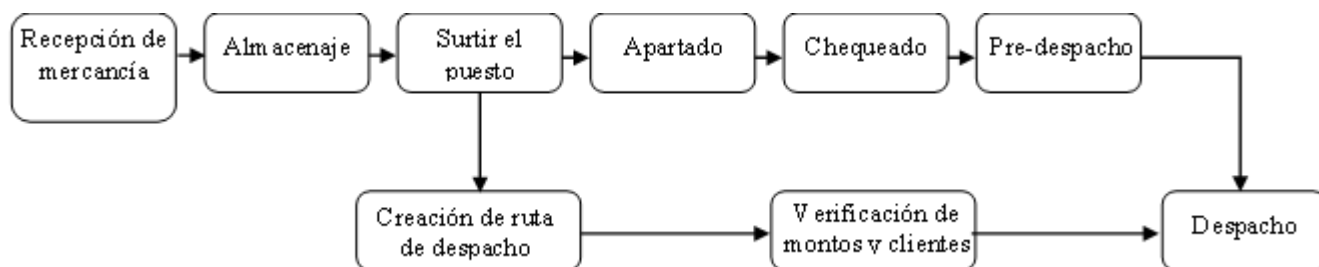 Recepción de
mercancía
Almacenaje
Surtir el
puesto
Apartado
Chequeado
Pre-despacho
Creación de ruta
de despacho
Verificación de
montos y clientes
Despacho